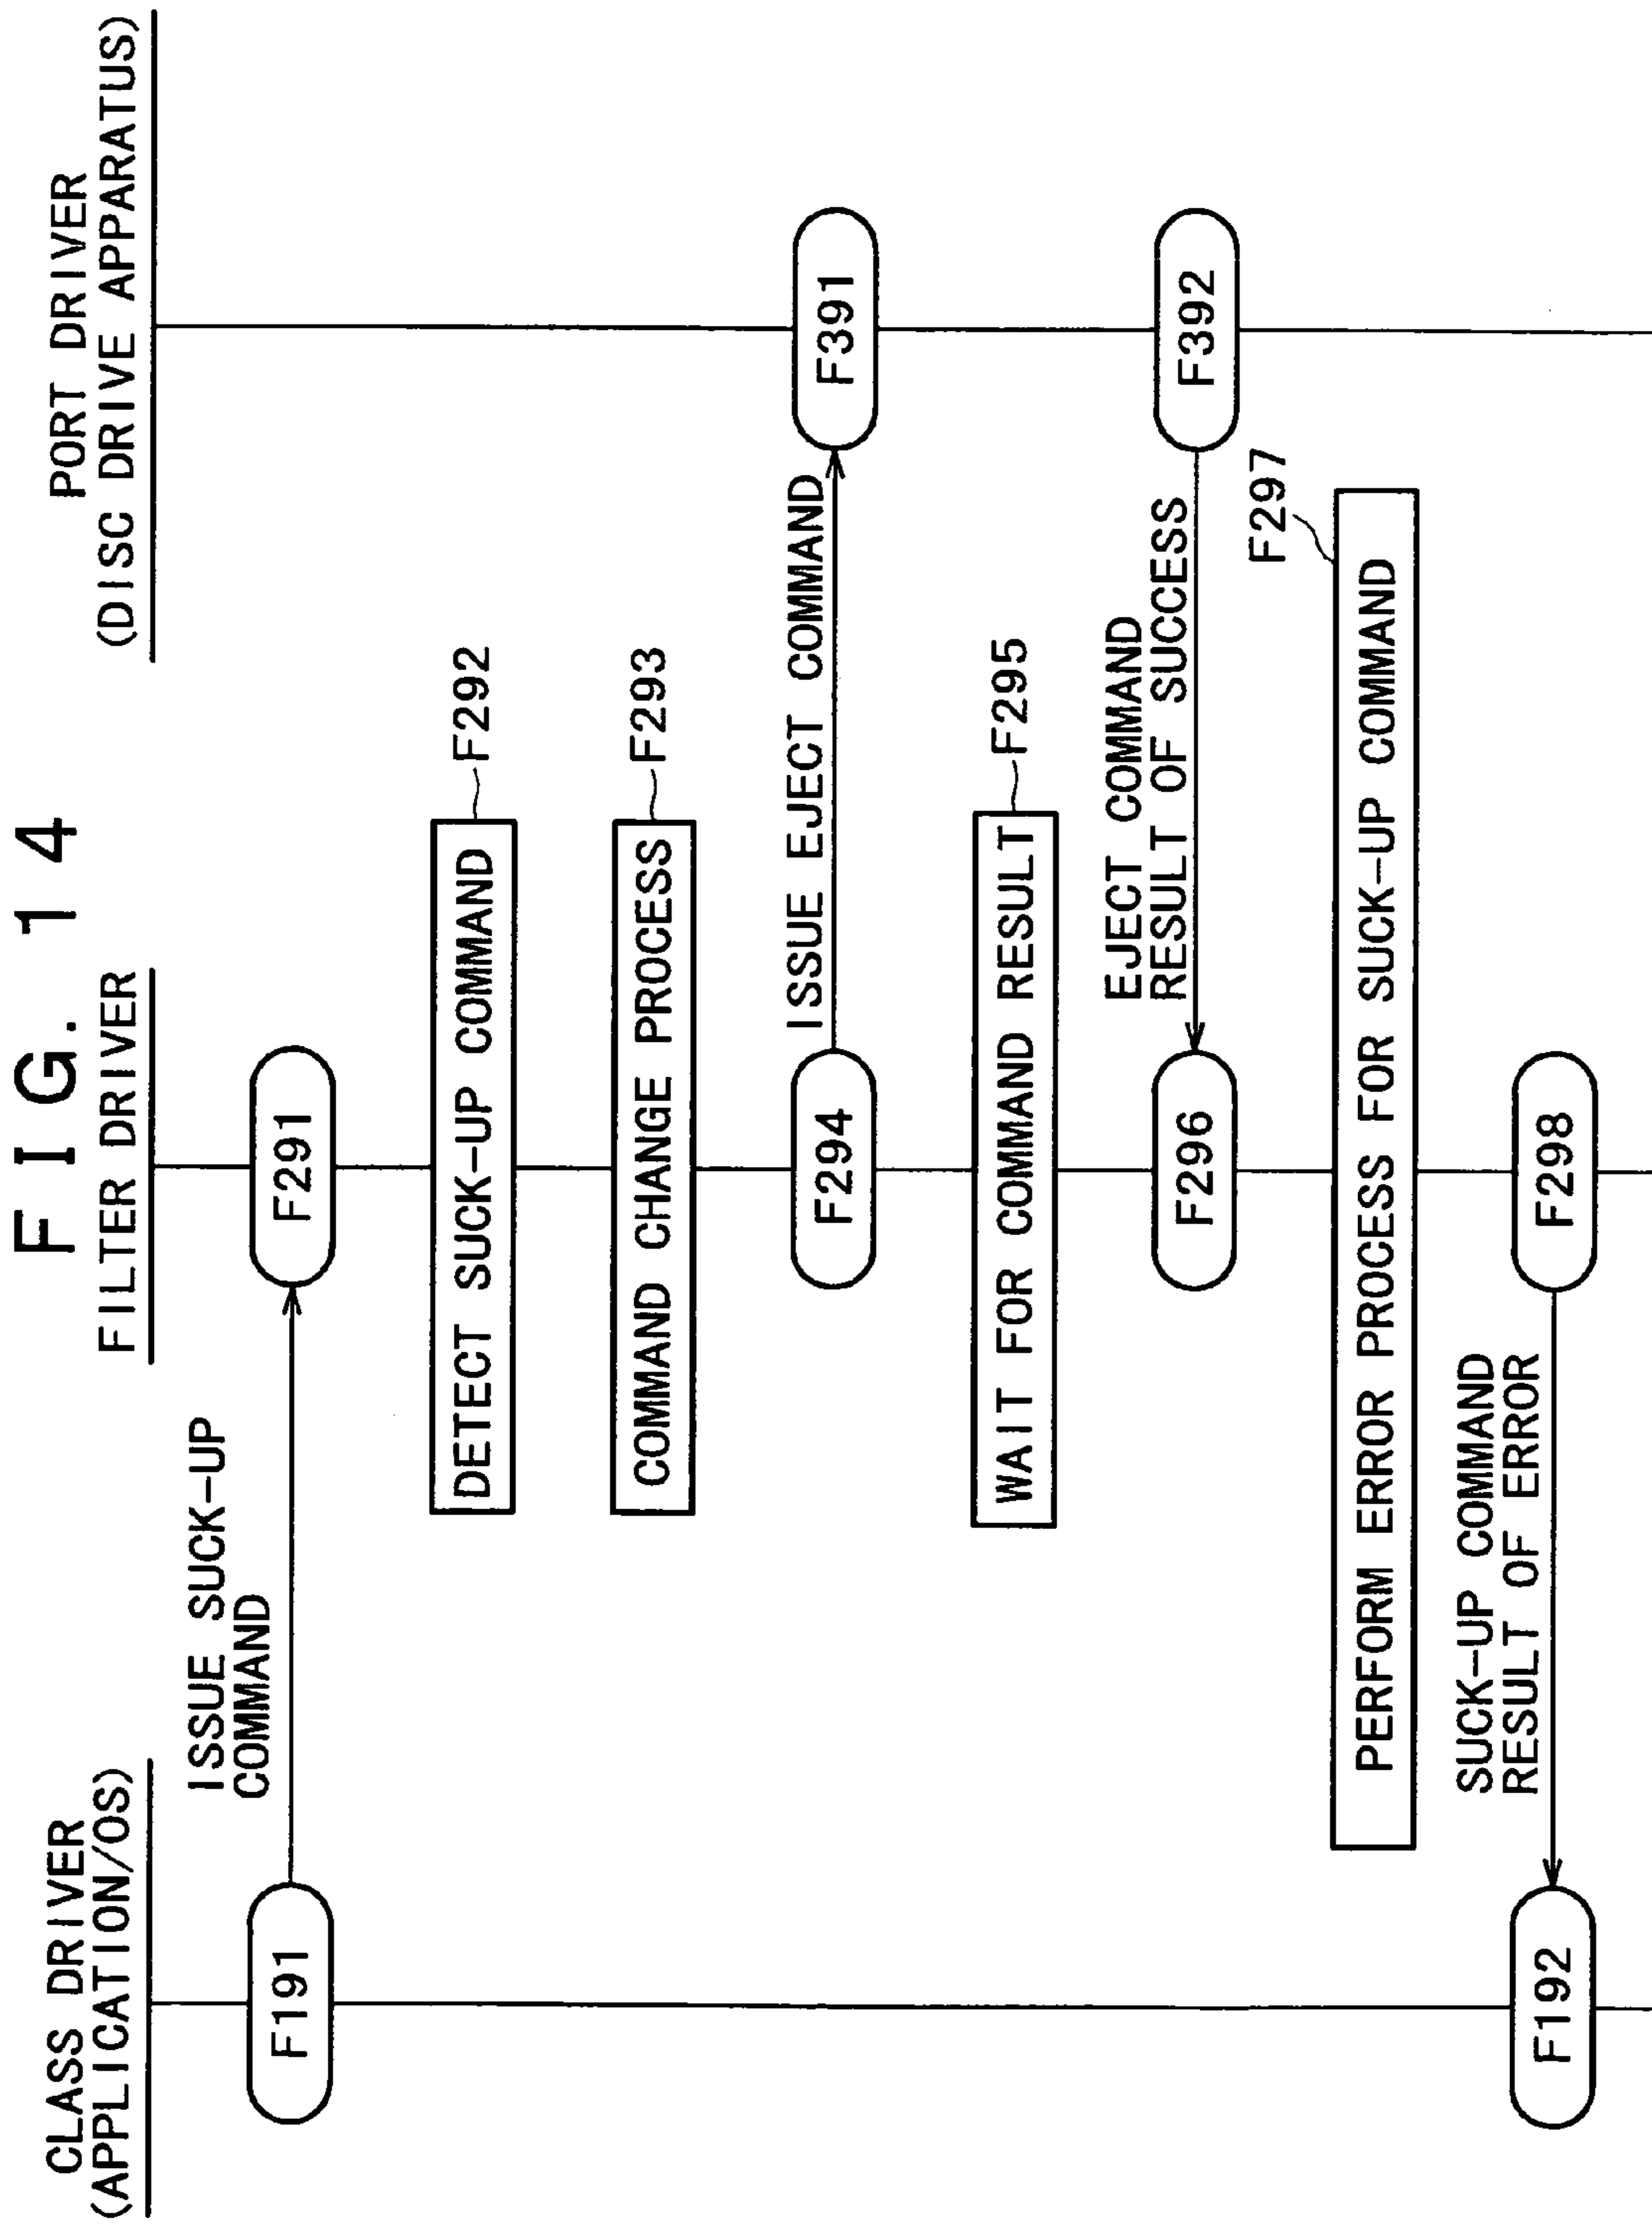 FIG. 14
CLASS DRIVER
(APPLICATION/OS)
FILTER DRIVER
PORT DRIVER
(DISC DRIVE APPARATUS)
ISSUE SUCK-UP
COMMAND
F191
F291
DETECT SUCK-UP COMMAND
F292
COMMAND CHANGE PROCESS
F293
ISSUE EJECT COMMAND
F294
F391
WAIT FOR COMMAND RESULT
F295
EJECT COMMAND
RESULT OF SUCCESS
F296
F392
F297
PERFORM ERROR PROCESS FOR SUCK-UP COMMAND
SUCK-UP COMMAND
RESULT OF ERROR
F192
F298